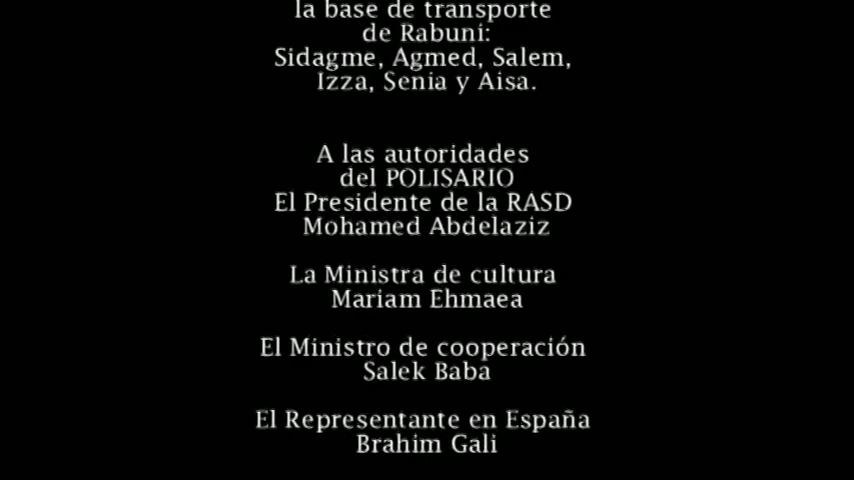 la base de transporte
de Rabuni:
Sidagme, Agmed, Salem,
Izza, Senia y Aisa.
A las autoridades
del POLISARIO
El Presidente de la RASD
Mohamed Abdelaziz
La Ministra de cultura
Mariam Ehmaea
El Ministro de cooperación
Salek Baba
El Representante en España
Brahim Gali